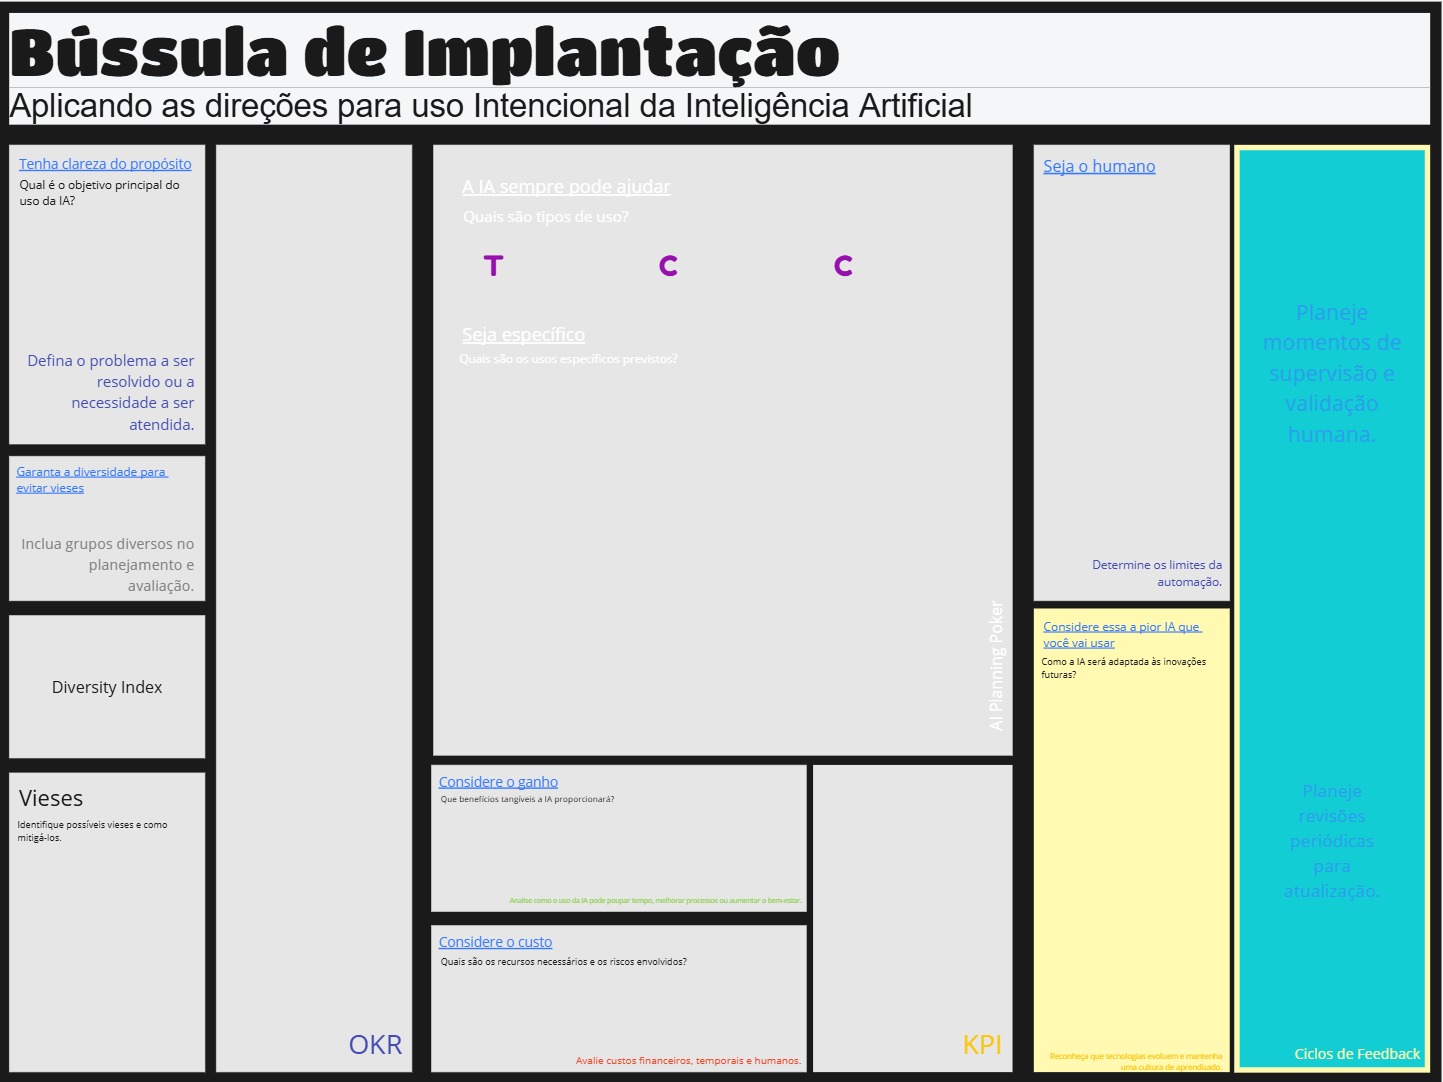 Bússula de Implantação
Aplicando as direções para uso Intencional da Inteligência Artificial
Tenha clareza do propósito
Qual é o objetivo principal do
uso da IA?
Defina o problema a ser
resolvido ou a
necessidade a ser
atendida.
Garanta a diversidade para
evitar vieses
Inclua grupos diversos no
planejamento e
avaliação.
Diversity Index
Vieses
Identifique possíveis vieses e como
mitigá-los.
OKR
A IA sempre pode ajudar
Quais são tipos de uso?
T C C
Seja específico
Quais são os usos específicos previstos?
AI Planning Poker
Considere o ganho
Que benefícios tangíveis a IA proporcionará?
Analise como o uso da IA pode poupar tempo, melhorar processos ou aumentar o bem-estar.
Considere o custo
Quais são os recursos necessários e os riscos envolvidos?
Avalie custos financeiros, temporais e humanos.
KPI
Seja o humano
Determine os limites da
automação.
Considere essa a pior IA que
você vai usar
Como a IA será adaptada às inovações
futuras?
Reconheça que tecnologias evoluem e mantenha
uma cultura de aprendizado.
Planeje
momentos de
supervisão e
validação
humana.
Planeje
revisões
periódicas
para
atualização.
Ciclos de Feedback